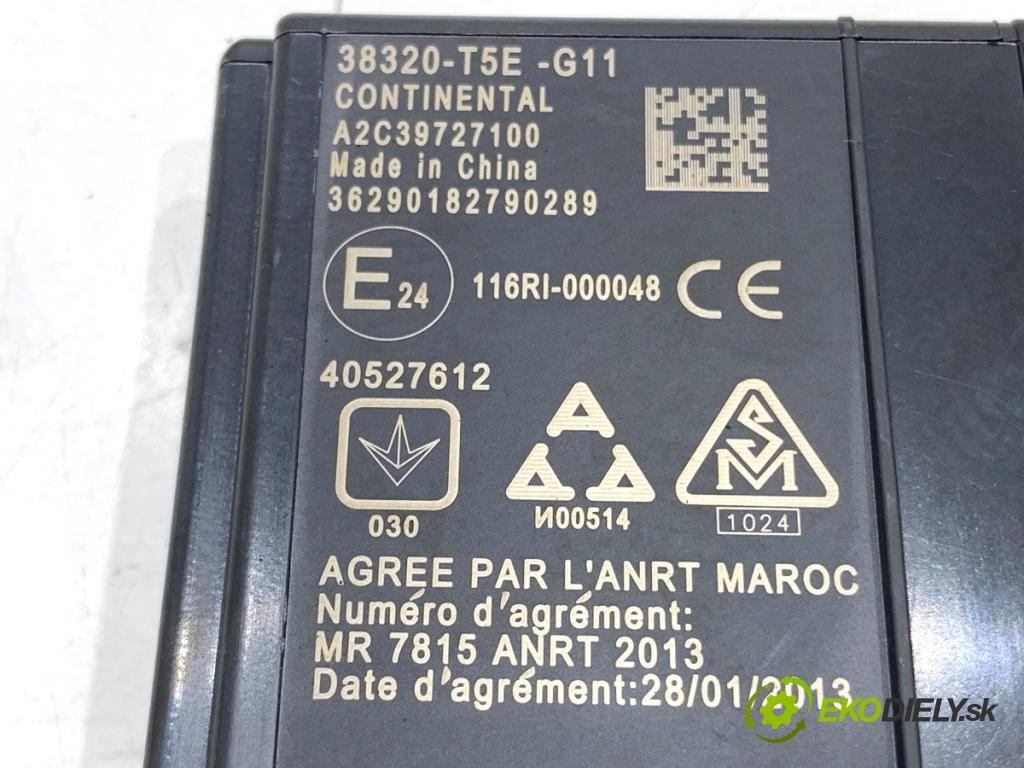 38320-T5E -G11
CONTINENTAL
A2C39727100
Made in China
36290182790289
E24 116RI-000048 CE
40527612
030 И00514 SM 1024
AGREE PAR L'ANRT MAROC
Numéro d'agrément:
MR 7815 ANRT 2013
Date d'agrément:28/01/2013
EKODIELY.sk